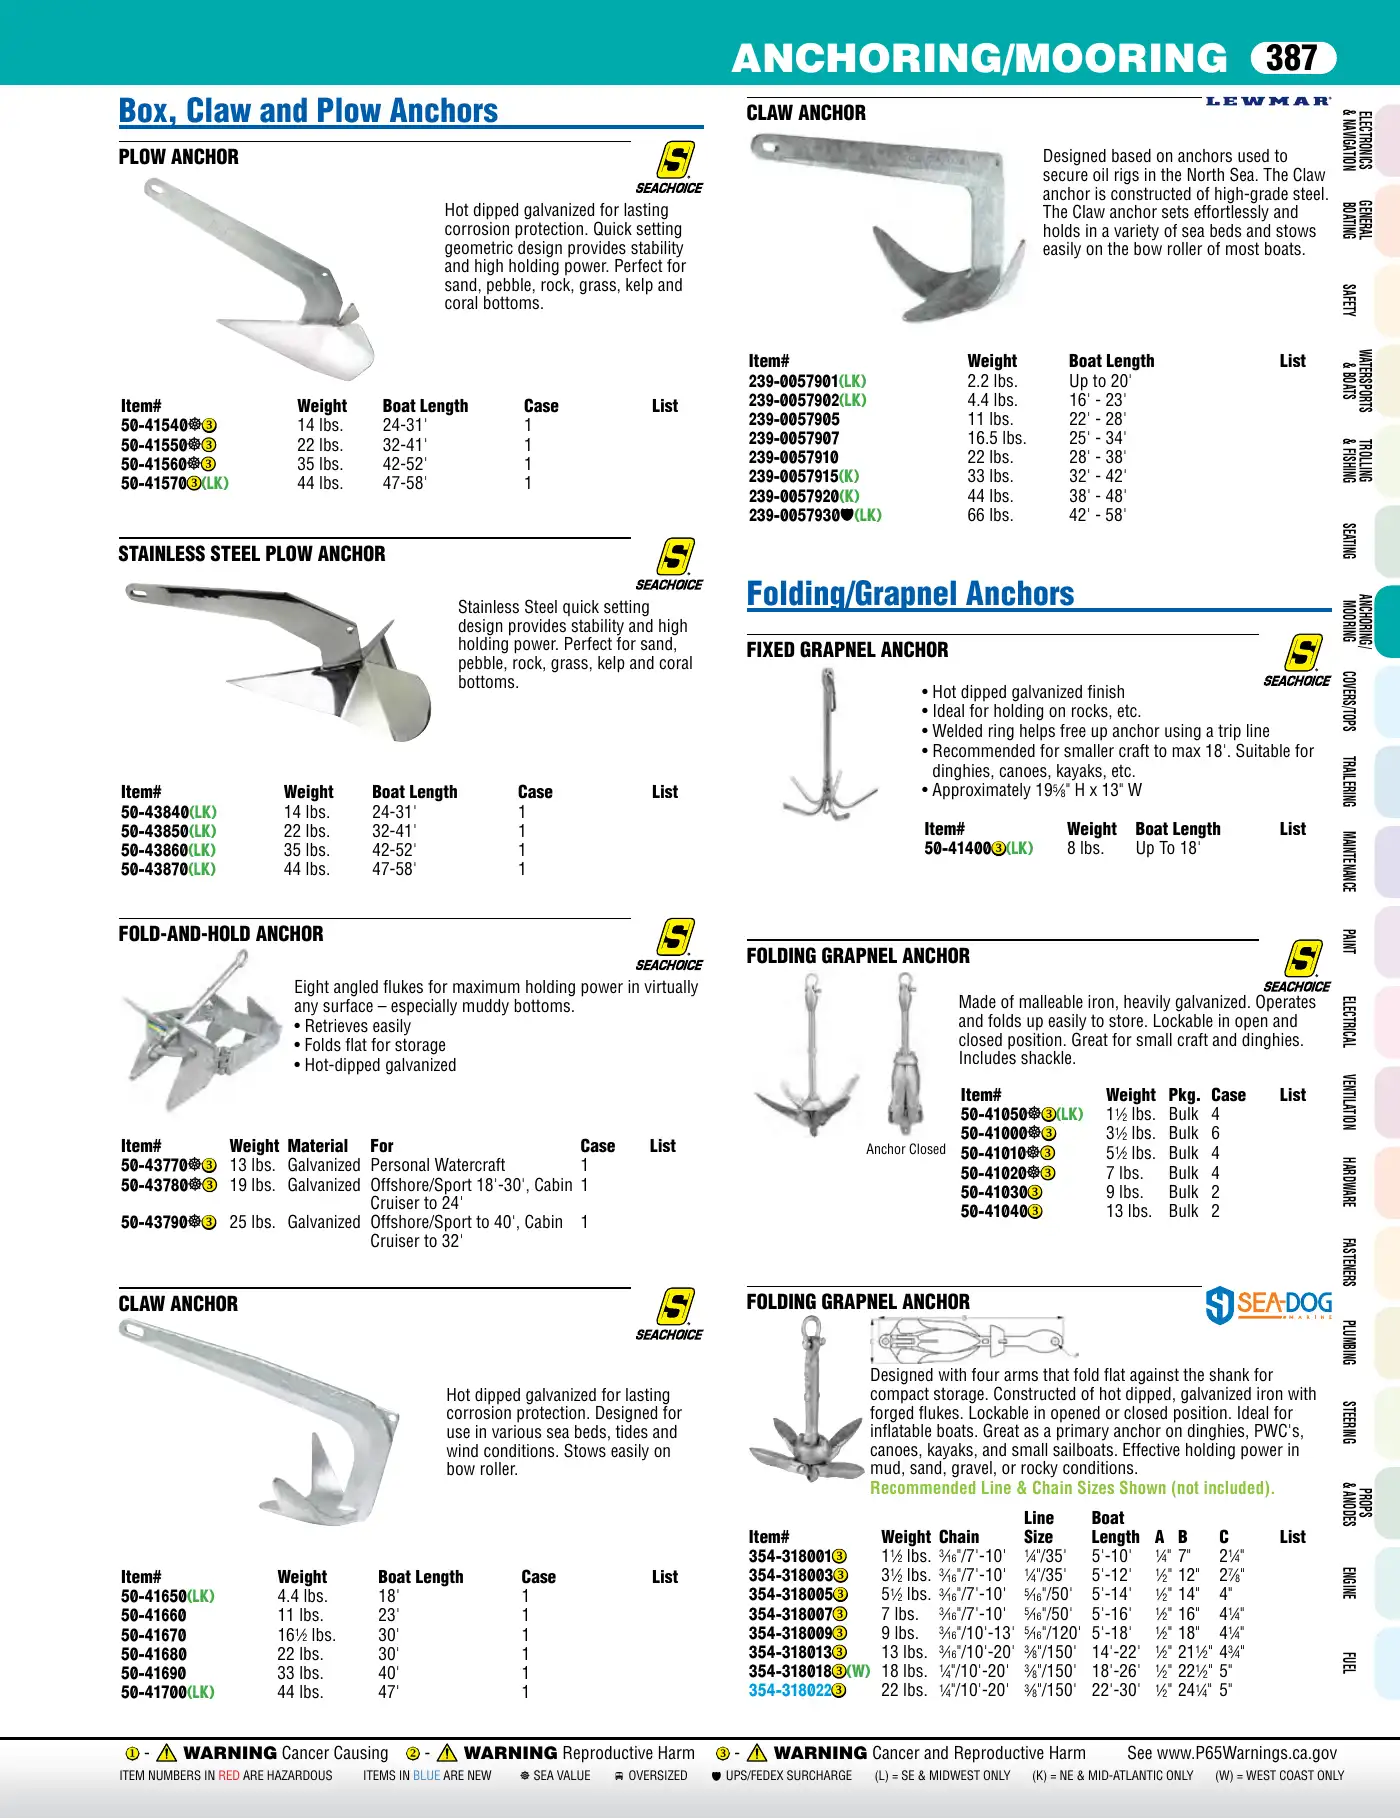 ANCHORING/MOORING 387
Box, Claw and Plow Anchors
PLOW ANCHOR
SEACHOICE
Hot dipped galvanized for lasting
corrosion protection. Quick setting
geometric design provides stability
and high holding power. Perfect for
sand, pebble, rock, grass, kelp and
coral bottoms.
Item# Weight Boat Length Case List
50-41540 3 14 lbs. 24-31' 1
50-41550 3 22 lbs. 32-41' 1
50-41560 3 35 lbs. 42-52' 1
50-41570 3 (LK) 44 lbs. 47-58' 1
STAINLESS STEEL PLOW ANCHOR
SEACHOICE
Stainless Steel quick setting
design provides stability and high
holding power. Perfect for sand,
pebble, rock, grass, kelp and coral
bottoms.
Item# Weight Boat Length Case List
50-43840(LK) 14 lbs. 24-31' 1
50-43850(LK) 22 lbs. 32-41' 1
50-43860(LK) 35 lbs. 42-52' 1
50-43870(LK) 44 lbs. 47-58' 1
FOLD-AND-HOLD ANCHOR
SEACHOICE
Eight angled flukes for maximum holding power in virtually
any surface – especially muddy bottoms.
• Retrieves easily
• Folds flat for storage
• Hot-dipped galvanized
Item# Weight Material For Case List
50-43770 3 13 lbs. Galvanized Personal Watercraft 1
50-43780 3 19 lbs. Galvanized Offshore/Sport 18'-30', Cabin 1
Cruiser to 24'
50-43790 3 25 lbs. Galvanized Offshore/Sport to 40', Cabin 1
Cruiser to 32'
CLAW ANCHOR
SEACHOICE
Hot dipped galvanized for lasting
corrosion protection. Designed for
use in various sea beds, tides and
wind conditions. Stows easily on
bow roller.
Item# Weight Boat Length Case List
50-41650(LK) 4.4 lbs. 18' 1
50-41660 11 lbs. 23' 1
50-41670 16½ lbs. 30' 1
50-41680 22 lbs. 30' 1
50-41690 33 lbs. 40' 1
50-41700(LK) 44 lbs. 47' 1
LEWMAR
CLAW ANCHOR
Designed based on anchors used to
secure oil rigs in the North Sea. The Claw
anchor is constructed of high-grade steel.
The Claw anchor sets effortlessly and
holds in a variety of sea beds and stows
easily on the bow roller of most boats.
Item# Weight Boat Length List
239-0057901(LK) 2.2 lbs. Up to 20'
239-0057902(LK) 4.4 lbs. 16' - 23'
239-0057905 11 lbs. 22' - 28'
239-0057907 16.5 lbs. 25' - 34'
239-0057910 22 lbs. 28' - 38'
239-0057915(K) 33 lbs. 32' - 42'
239-0057920(K) 44 lbs. 38' - 48'
239-0057930(LK) 66 lbs. 42' - 58'
Folding/Grapnel Anchors
FIXED GRAPNEL ANCHOR
SEACHOICE
• Hot dipped galvanized finish
• Ideal for holding on rocks, etc.
• Welded ring helps free up anchor using a trip line
• Recommended for smaller craft to max 18'. Suitable for
dinghies, canoes, kayaks, etc.
• Approximately 19⅝" H x 13" W
Item# Weight Boat Length List
50-41400 3 (LK) 8 lbs. Up To 18'
FOLDING GRAPNEL ANCHOR
SEACHOICE
Made of malleable iron, heavily galvanized. Operates
and folds up easily to store. Lockable in open and
closed position. Great for small craft and dinghies.
Includes shackle.
Anchor Closed
Item# Weight Pkg. Case List
50-41050 3 (LK) 1½ lbs. Bulk 4
50-41000 3 3½ lbs. Bulk 6
50-41010 3 5½ lbs. Bulk 4
50-41020 3 7 lbs. Bulk 4
50-41030 3 9 lbs. Bulk 2
50-41040 3 13 lbs. Bulk 2
FOLDING GRAPNEL ANCHOR
SEA-DOG
MARINE
Designed with four arms that fold flat against the shank for
compact storage. Constructed of hot dipped, galvanized iron with
forged flukes. Lockable in opened or closed position. Ideal for
inflatable boats. Great as a primary anchor on dinghies, PWC's,
canoes, kayaks, and small sailboats. Effective holding power in
mud, sand, gravel, or rocky conditions.
Recommended Line & Chain Sizes Shown (not included).
Line Boat
Item# Weight Chain Size Length A B C List
354-318001 3 1½ lbs. 3⁄16"/7'-10' ¼"/35' 5'-10' ¼" 7" 2¼"
354-318003 3 3½ lbs. 3⁄16"/7'-10' ¼"/35' 5'-12' ½" 12" 2⅞"
354-318005 3 5½ lbs. 3⁄16"/7'-10' 5⁄16"/50' 5'-14' ½" 14" 4"
354-318007 3 7 lbs. 3⁄16"/7'-10' 5⁄16"/50' 5'-16' ½" 16" 4¼"
354-318009 3 9 lbs. 3⁄16"/10'-13' 5⁄16"/120' 5'-18' ½" 18" 4¼"
354-318013 3 13 lbs. 3⁄16"/10'-20' ⅜"/150' 14'-22' ½" 21½" 4¾"
354-318018 3 (W) 18 lbs. ¼"/10'-20' ⅜"/150' 18'-26' ½" 22½" 5"
354-318022 3 22 lbs. ¼"/10'-20' ⅜"/150' 22'-30' ½" 24¼" 5"
ELECTRONICS
& NAVIGATION
GENERAL
BOATING
SAFETY
WATERSPORTS
& BOATS
TROLLING
& FISHING
SEATING
ANCHORING/
MOORING
COVERS/TOPS
TRAILERING
MAINTENANCE
PAINT
ELECTRICAL
VENTILATION
HARDWARE
FASTENERS
PLUMBING
STEERING
PROPS
& ANODES
ENGINE
FUEL
1 - WARNING Cancer Causing 2 - WARNING Reproductive Harm 3 - WARNING Cancer and Reproductive Harm See www.P65Warnings.ca.gov
ITEM NUMBERS IN RED ARE HAZARDOUS ITEMS IN BLUE ARE NEW SEA VALUE OVERSIZED UPS/FEDEX SURCHARGE (L) = SE & MIDWEST ONLY (K) = NE & MID-ATLANTIC ONLY (W) = WEST COAST ONLY